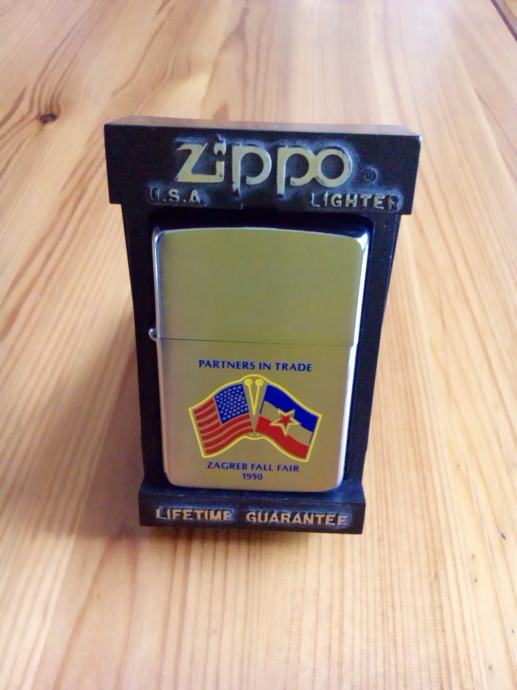 Zippo ®
U.S.A. LIGHTER
PARTNERS IN TRADE
ZAGREB FALL FAIR
1990
LIFETIME GUARANTEE